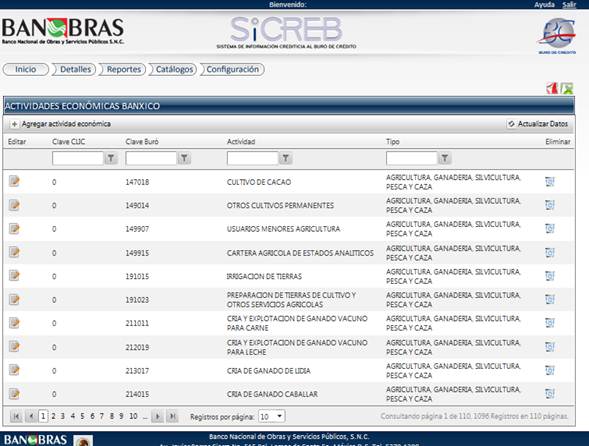 Bienvenido:
Ayuda Salir
BANOBRAS
Banco Nacional de Obras y Servicios Públicos S.N.C.
SiCREB
SISTEMA DE INFORMACIÓN CREDITICIA AL BURO DE CRÉDITO
BURO DE CRÉDITO
Inicio Detalles Reportes Catálogos Configuración
ACTIVIDADES ECONÓMICAS BANXICO
+ Agregar actividad económica Actualizar Datos
Editar Clave CLIC Clave Buró Actividad Tipo Eliminar
0 147018 CULTIVO DE CACAO AGRICULTURA, GANADERIA, SILVICULTURA,
PESCA Y CAZA
0 149014 OTROS CULTIVOS PERMANENTES AGRICULTURA, GANADERIA, SILVICULTURA,
PESCA Y CAZA
0 149907 USUARIOS MENORES AGRICULTURA AGRICULTURA, GANADERIA, SILVICULTURA,
PESCA Y CAZA
0 149915 CARTERA AGRICOLA DE ESTADOS ANALITICOS AGRICULTURA, GANADERIA, SILVICULTURA,
PESCA Y CAZA
0 191015 IRRIGACION DE TIERRAS AGRICULTURA, GANADERIA, SILVICULTURA,
PESCA Y CAZA
0 191023 PREPARACION DE TIERRAS DE CULTIVO Y AGRICULTURA, GANADERIA, SILVICULTURA,
OTROS SERVICIOS AGRICOLAS PESCA Y CAZA
0 211011 CRIA Y EXPLOTACION DE GANADO VACUNO AGRICULTURA, GANADERIA, SILVICULTURA,
PARA CARNE PESCA Y CAZA
0 212019 CRIA Y EXPLOTACION DE GANADO VACUNO AGRICULTURA, GANADERIA, SILVICULTURA,
PARA LECHE PESCA Y CAZA
0 213017 CRIA DE GANADO DE LIDIA AGRICULTURA, GANADERIA, SILVICULTURA,
PESCA Y CAZA
0 214015 CRIA DE GANADO CABALLAR AGRICULTURA, GANADERIA, SILVICULTURA,
PESCA Y CAZA
1 2 3 4 5 6 7 8 9 10 ... Registros por página: 10 Consultando página 1 de 110, 1096 Registros en 110 páginas.
BANOBRAS
Banco Nacional de Obras y Servicios Públicos, S.N.C.